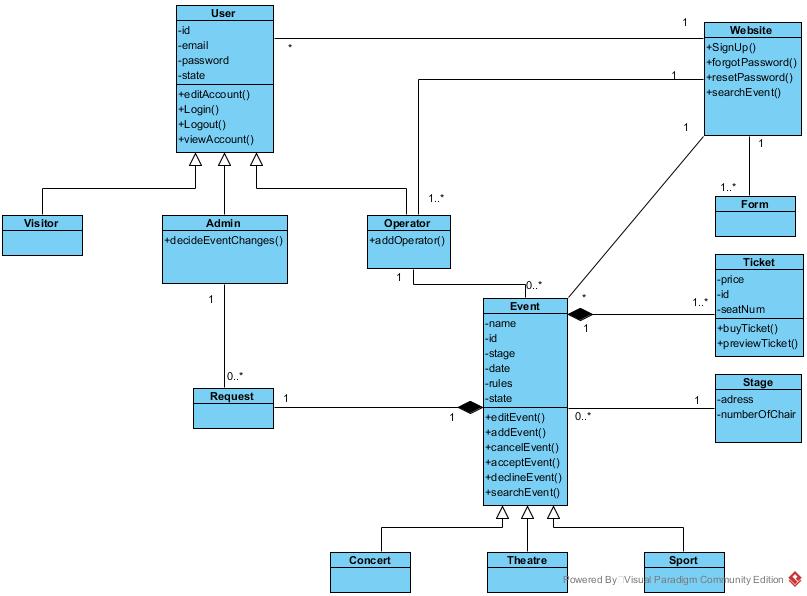 User
-id
-email
-password
-state
+editAccount()
+Login()
+Logout()
+viewAccount()
*
1
Website
+SignUp()
+forgotPassword()
+resetPassword()
+searchEvent()
1
1
1
1..*
1..*
Form
Visitor
Admin
+decideEventChanges()
Operator
+addOperator()
1
0..*
1
0..*
Event
-name
-id
-stage
-date
-rules
-state
+editEvent()
+addEvent()
+cancelEvent()
+acceptEvent()
+declineEvent()
+searchEvent()
*
1
1..*
Ticket
-price
-id
-seatNum
+buyTicket()
+previewTicket()
Request
1
1
0..*
1
Stage
-adress
-numberOfChair
Concert
Theatre
Sport
Powered By Visual Paradigm Community Edition